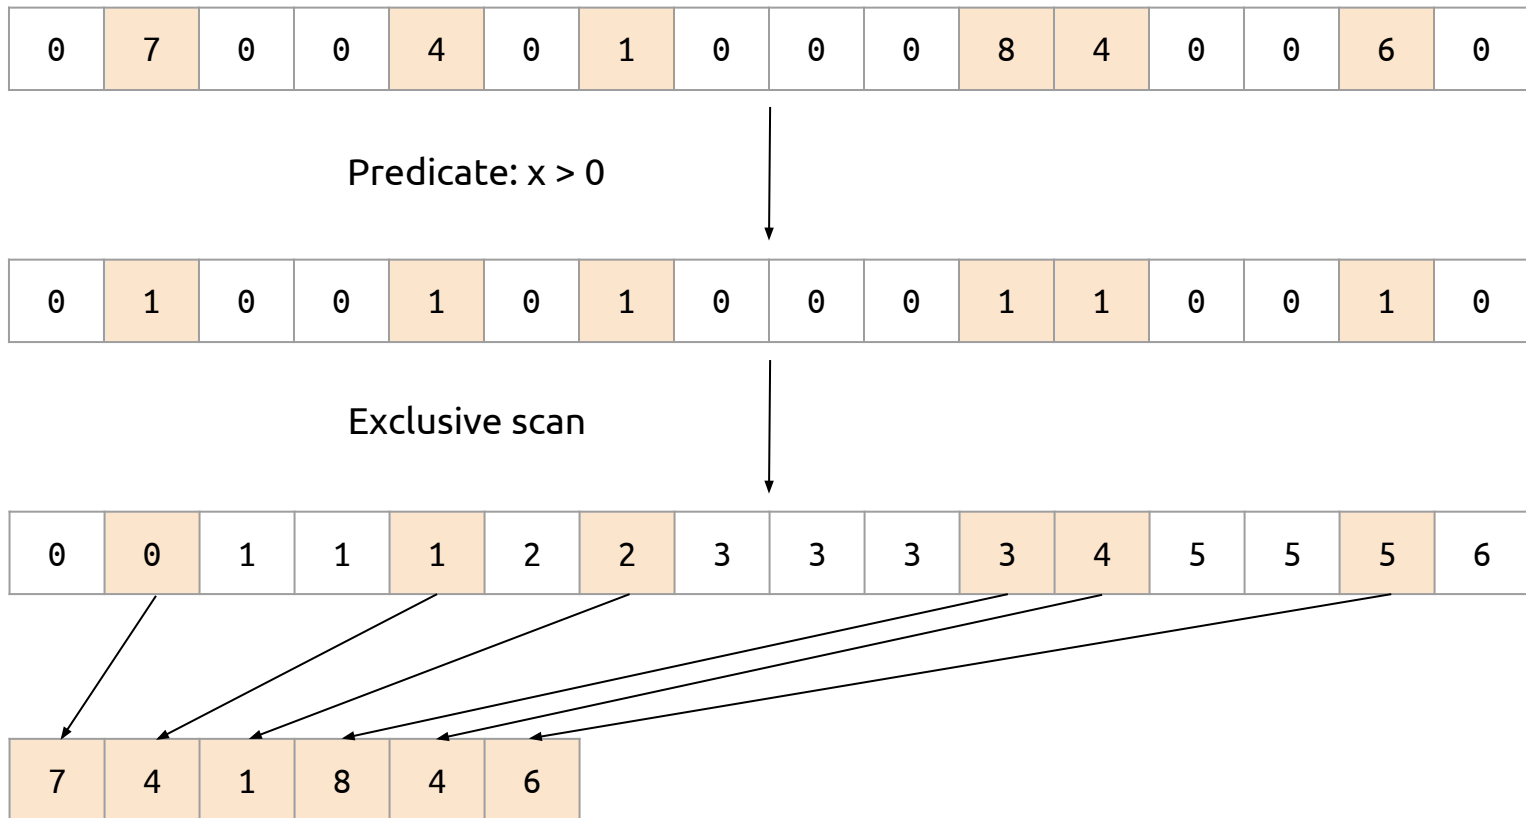 0 7 0 0 4 0 1 0 0 0 8 4 0 0 6 0
Predicate: x > 0
0 1 0 0 1 0 1 0 0 0 1 1 0 0 1 0
Exclusive scan
0 0 1 1 1 2 2 3 3 3 3 4 5 5 5 6
7 4 1 8 4 6